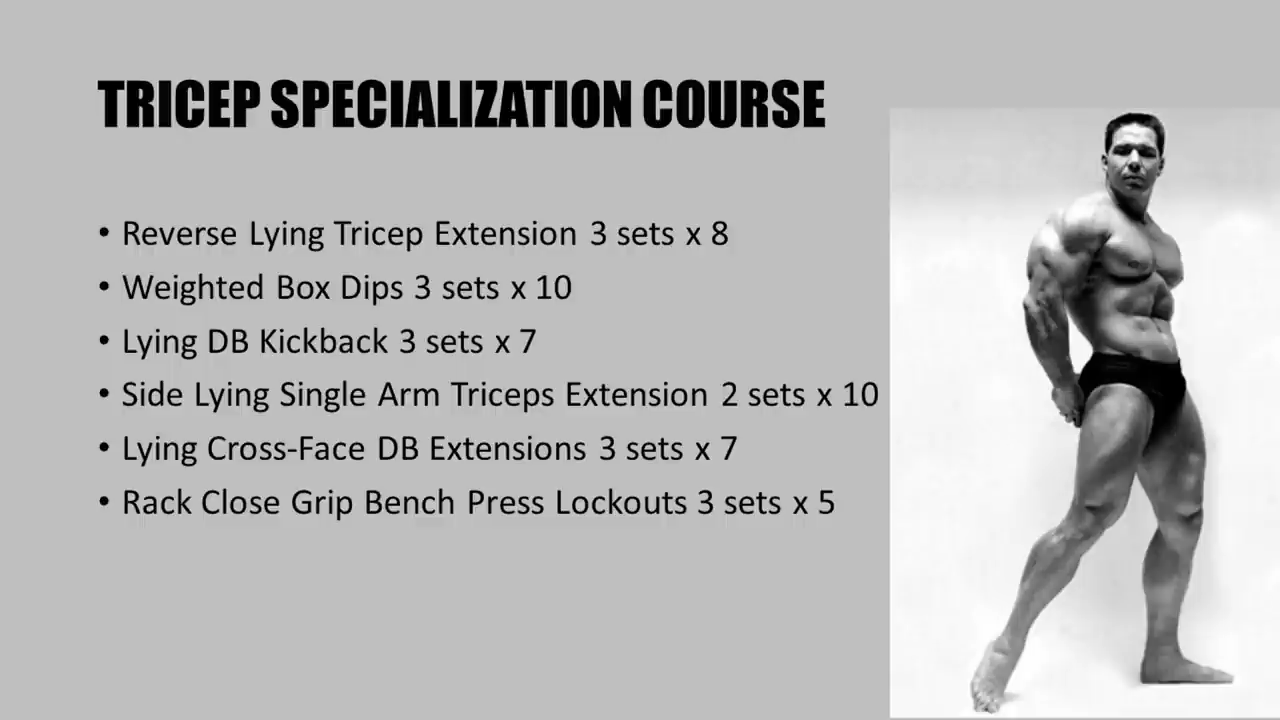 TRICEP SPECIALIZATION COURSE
• Reverse Lying Tricep Extension 3 sets x 8
• Weighted Box Dips 3 sets x 10
• Lying DB Kickback 3 sets x 7
• Side Lying Single Arm Triceps Extension 2 sets x 10
• Lying Cross-Face DB Extensions 3 sets x 7
• Rack Close Grip Bench Press Lockouts 3 sets x 5